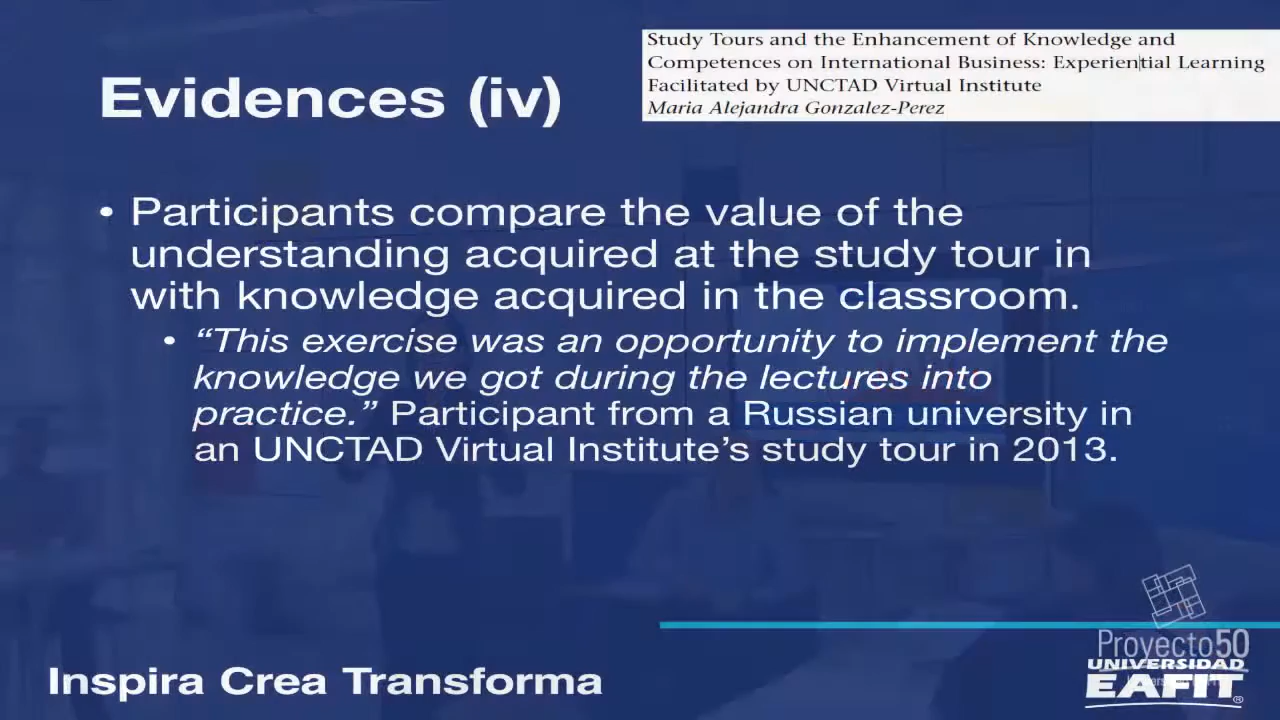 Study Tours and the Enhancement of Knowledge and
Competences on International Business: Experiential Learning
Facilitated by UNCTAD Virtual Institute
Maria Alejandra Gonzalez-Perez
Evidences (iv)
• Participants compare the value of the
understanding acquired at the study tour in
with knowledge acquired in the classroom.
• “This exercise was an opportunity to implement the
knowledge we got during the lectures into
practice.” Participant from a Russian university in
an UNCTAD Virtual Institute’s study tour in 2013.
Proyecto50
UNIVERSIDAD
EAFIT®
Inspira Crea Transforma